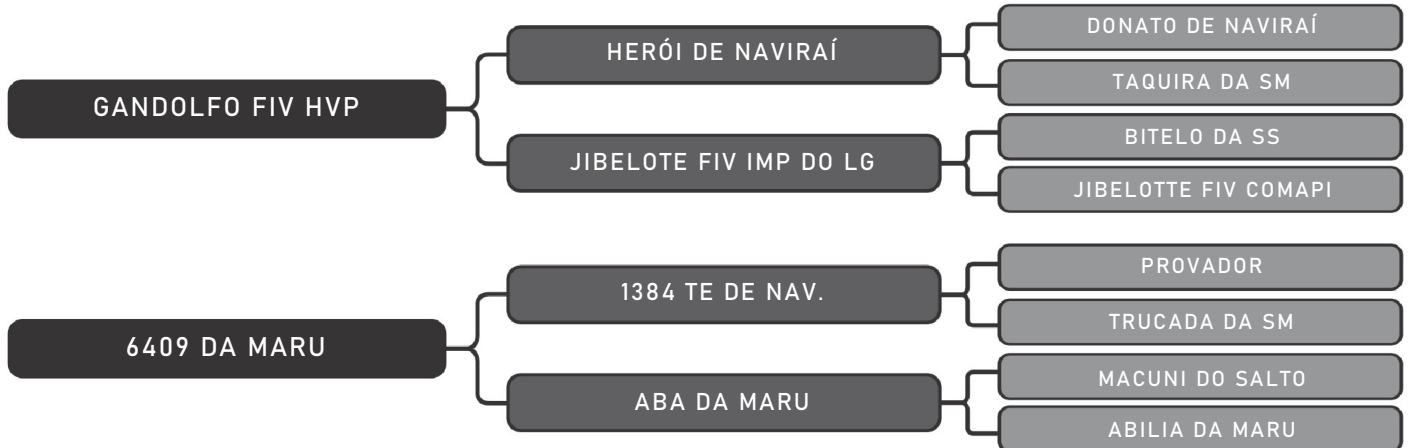 GANDOLFO FIV HVP
HERÓI DE NAVIRAÍ
DONATO DE NAVIRAÍ
TAQUIRA DA SM
JIBELOTE FIV IMP DO LG
BITELO DA SS
JIBELOTTE FIV COMAPI
6409 DA MARU
1384 TE DE NAV.
PROVADOR
TRUCADA DA SM
ABA DA MARU
MACUNI DO SALTO
ABILIA DA MARU